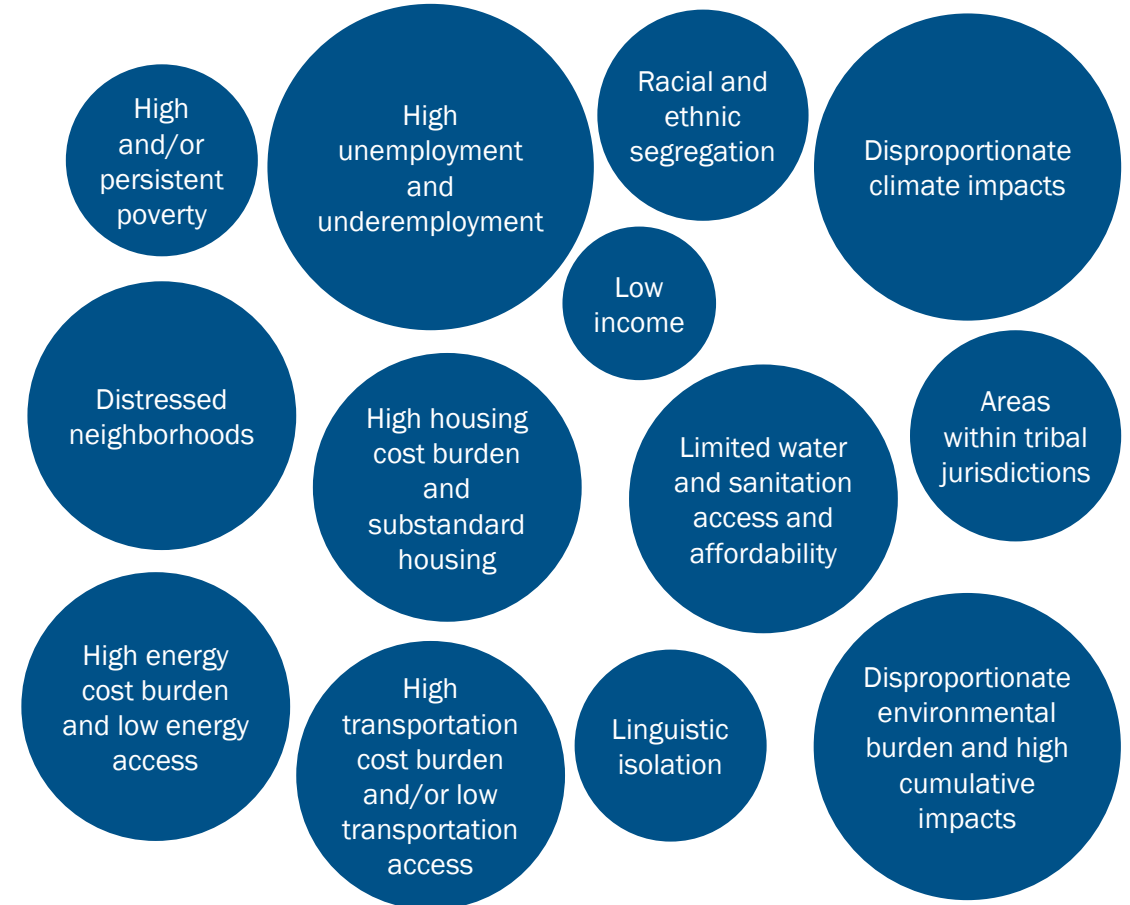 High
and/or
persistent
poverty
High
unemployment
and
underemployment
Racial and
ethnic
segregation
Disproportionate
climate impacts
Low
income
Distressed
neighborhoods
High housing
cost burden
and
substandard
housing
Limited water
and sanitation
access and
affordability
Areas
within tribal
jurisdictions
High energy
cost burden
and low energy
access
High
transportation
cost burden
and/or low
transportation
access
Linguistic
isolation
Disproportionate
environmental
burden and high
cumulative
impacts